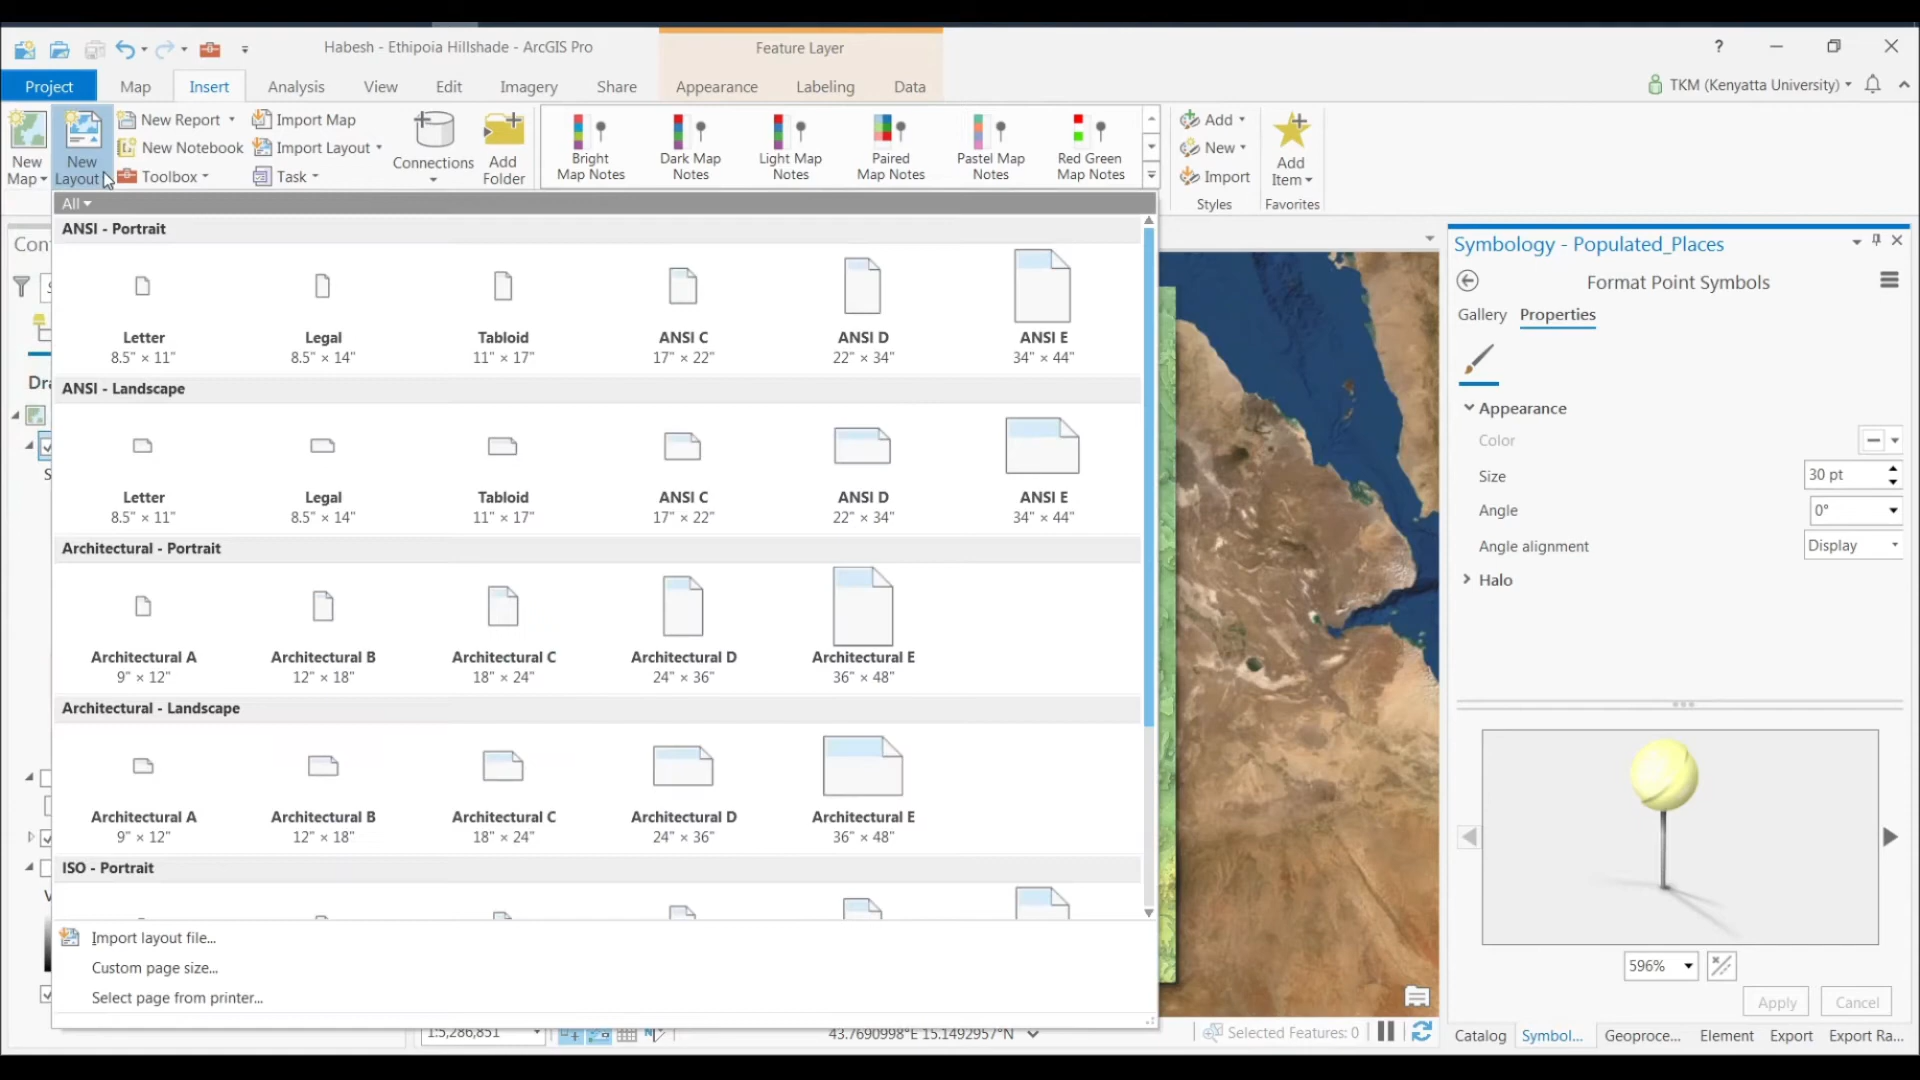 Habesh - Ethipoia Hillshade - ArcGIS Pro
Feature Layer
?
Project
Map
Insert
Analysis
View
Edit
Imagery
Share
Appearance
Labeling
Data
TKM (Kenyatta University)
New Map
New Layout
New Report
New Notebook
Toolbox
Import Map
Import Layout
Task
Connections
Add Folder
Bright Map Notes
Dark Map Notes
Light Map Notes
Paired Map Notes
Pastel Map Notes
Red Green Map Notes
Add
New
Import
Styles
Add Item
Favorites
All
ANSI - Portrait
Letter
8.5" × 11"
Legal
8.5" × 14"
Tabloid
11" × 17"
ANSI C
17" × 22"
ANSI D
22" × 34"
ANSI E
34" × 44"
ANSI - Landscape
Letter
8.5" × 11"
Legal
8.5" × 14"
Tabloid
11" × 17"
ANSI C
17" × 22"
ANSI D
22" × 34"
ANSI E
34" × 44"
Architectural - Portrait
Architectural A
9" × 12"
Architectural B
12" × 18"
Architectural C
18" × 24"
Architectural D
24" × 36"
Architectural E
36" × 48"
Architectural - Landscape
Architectural A
9" × 12"
Architectural B
12" × 18"
Architectural C
18" × 24"
Architectural D
24" × 36"
Architectural E
36" × 48"
ISO - Portrait
Import layout file...
Custom page size...
Select page from printer...
1:5,286,851
43.7690998°E 15.1492957°N
Selected Features: 0
Symbology - Populated_Places
Format Point Symbols
Gallery
Properties
Appearance
Color
Size
30 pt
Angle
0°
Angle alignment
Display
Halo
596%
Apply
Cancel
Catalog
Symbol...
Geoproce...
Element
Export
Export Ra...